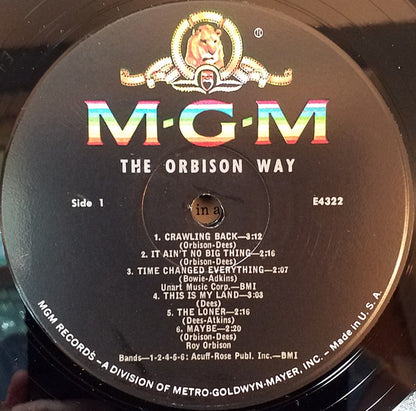 ®
M-G-M
THE ORBISON WAY
Side 1
in a
E4322
1. CRAWLING BACK—3:12
(Orbison-Dees)
2. IT AIN'T NO BIG THING—2:16
(Orbison-Dees)
3. TIME CHANGED EVERYTHING—2:07
(Bowie-Adkins)
Unart Music Corp.—BMI
4. THIS IS MY LAND—3:03
(Dees)
5. THE LONER—2:16
(Dees-Atkins)
6. MAYBE—2:20
(Orbison-Dees)
Roy Orbison
Bands—1-2-4-5-6: Acuff-Rose Publ. Inc.—BMI
MGM RECORDS – A DIVISION OF METRO-GOLDWYN-MAYER, INC. – Made in U. S. A.